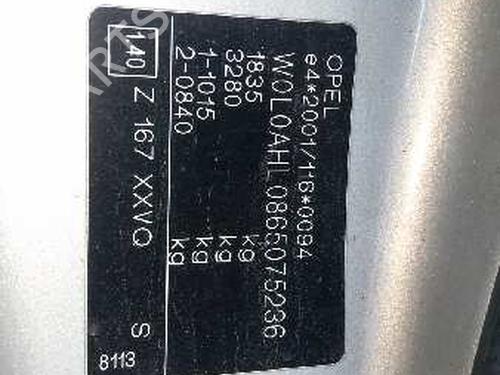 OPEL
e4*2001/116*0094
W0L0AHL0865075236
1835 kg
3280 kg
1-1015 kg
2-0840 kg
1.40 Z 167 XXVQ S
8113